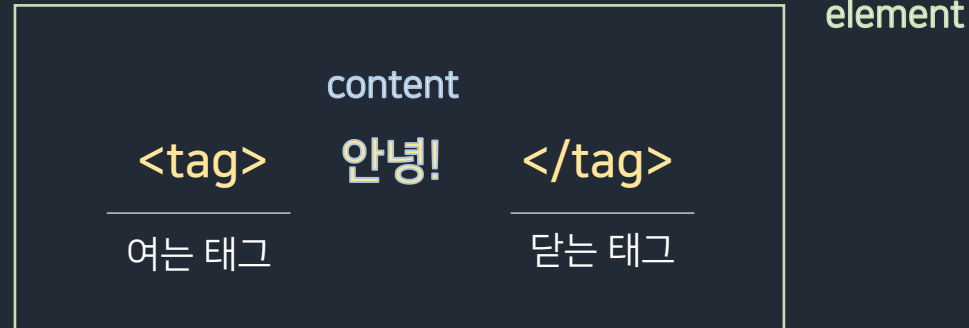 element
content
<tag> 안녕! </tag>
여는 태그 닫는 태그